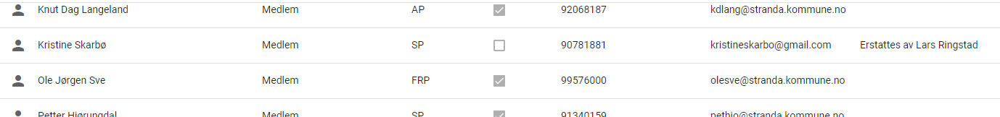 Knut Dag Langeland Medlem AP 92068187 kdlang@stranda.kommune.no
Kristine Skarbø Medlem SP 90781881 kristineskarbo@gmail.com Erstattes av Lars Ringstad
Ole Jørgen Sve Medlem FRP 99576000 olesve@stranda.kommune.no
Petter Hjørungdal Medlem SP 91340159 pethjo@stranda.kommune.no